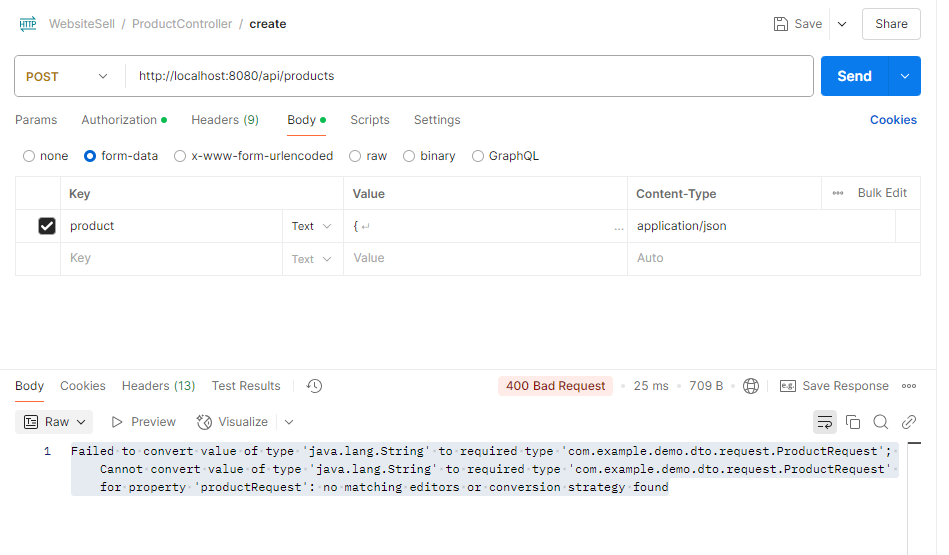 HTTP WebsiteSell / ProductController / create Save Share
POST http://localhost:8080/api/products Send
Params Authorization Headers (9) Body Scripts Settings Cookies
none form-data x-www-form-urlencoded raw binary GraphQL
Key Value Content-Type ••• Bulk Edit
product Text { ↵ ... application/json
Key Text Value Auto
Body Cookies Headers (13) Test Results 400 Bad Request • 25 ms • 709 B • e.g. Save Response •••
Raw Preview Visualize
1 Failed to convert value of type 'java.lang.String' to required type 'com.example.demo.dto.request.ProductRequest';
Cannot convert value of type 'java.lang.String' to required type 'com.example.demo.dto.request.ProductRequest'
for property 'productRequest': no matching editors or conversion strategy found